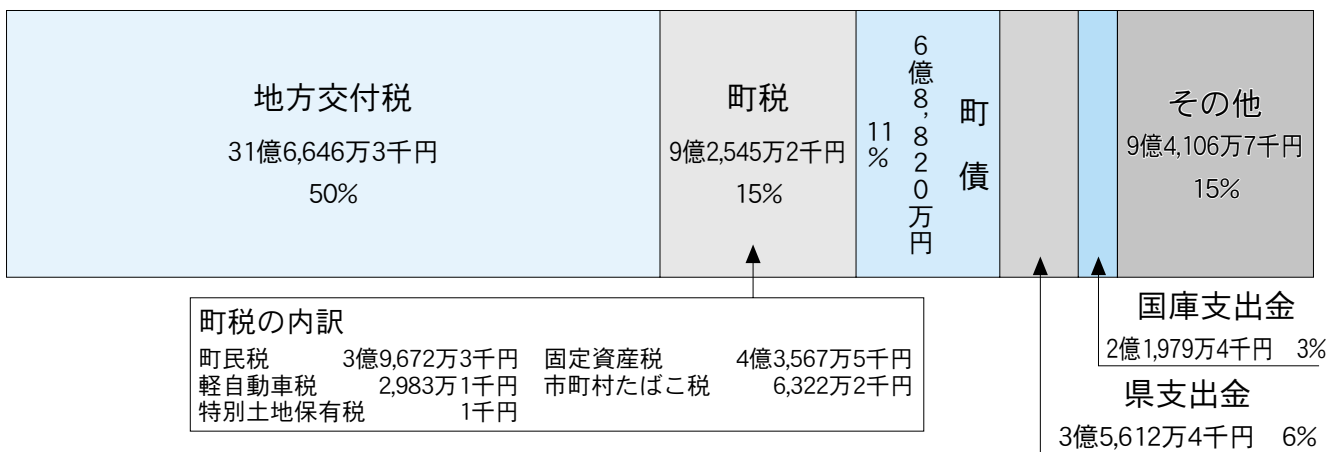 地方交付税
31億6,646万3千円
50%
町税
9億2,545万2千円
15%
町債
6億8,820万円
11%
その他
9億4,106万7千円
15%
町税の内訳
町民税 3億9,672万3千円 固定資産税 4億3,567万5千円
軽自動車税 2,983万1千円 市町村たばこ税 6,322万2千円
特別土地保有税 1千円
国庫支出金
2億1,979万4千円 3%
県支出金
3億5,612万4千円 6%